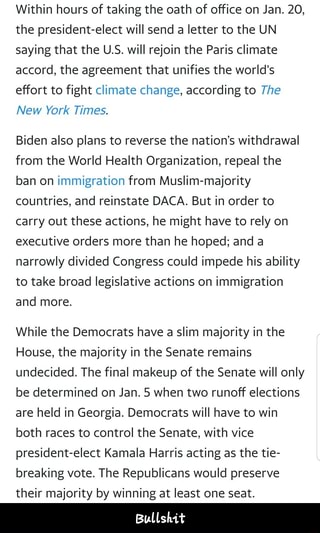 Within hours of taking the oath of office on Jan. 20,
the president-elect will send a letter to the UN
saying that the U.S. will rejoin the Paris climate
accord, the agreement that unifies the world's
effort to fight climate change, according to The
New York Times.
Biden also plans to reverse the nation's withdrawal
from the World Health Organization, repeal the
ban on immigration from Muslim-majority
countries, and reinstate DACA. But in order to
carry out these actions, he might have to rely on
executive orders more than he hoped; and a
narrowly divided Congress could impede his ability
to take broad legislative actions on immigration
and more.
While the Democrats have a slim majority in the
House, the majority in the Senate remains
undecided. The final makeup of the Senate will only
be determined on Jan. 5 when two runoff elections
are held in Georgia. Democrats will have to win
both races to control the Senate, with vice
president-elect Kamala Harris acting as the tie-
breaking vote. The Republicans would preserve
their majority by winning at least one seat.
Bullshit